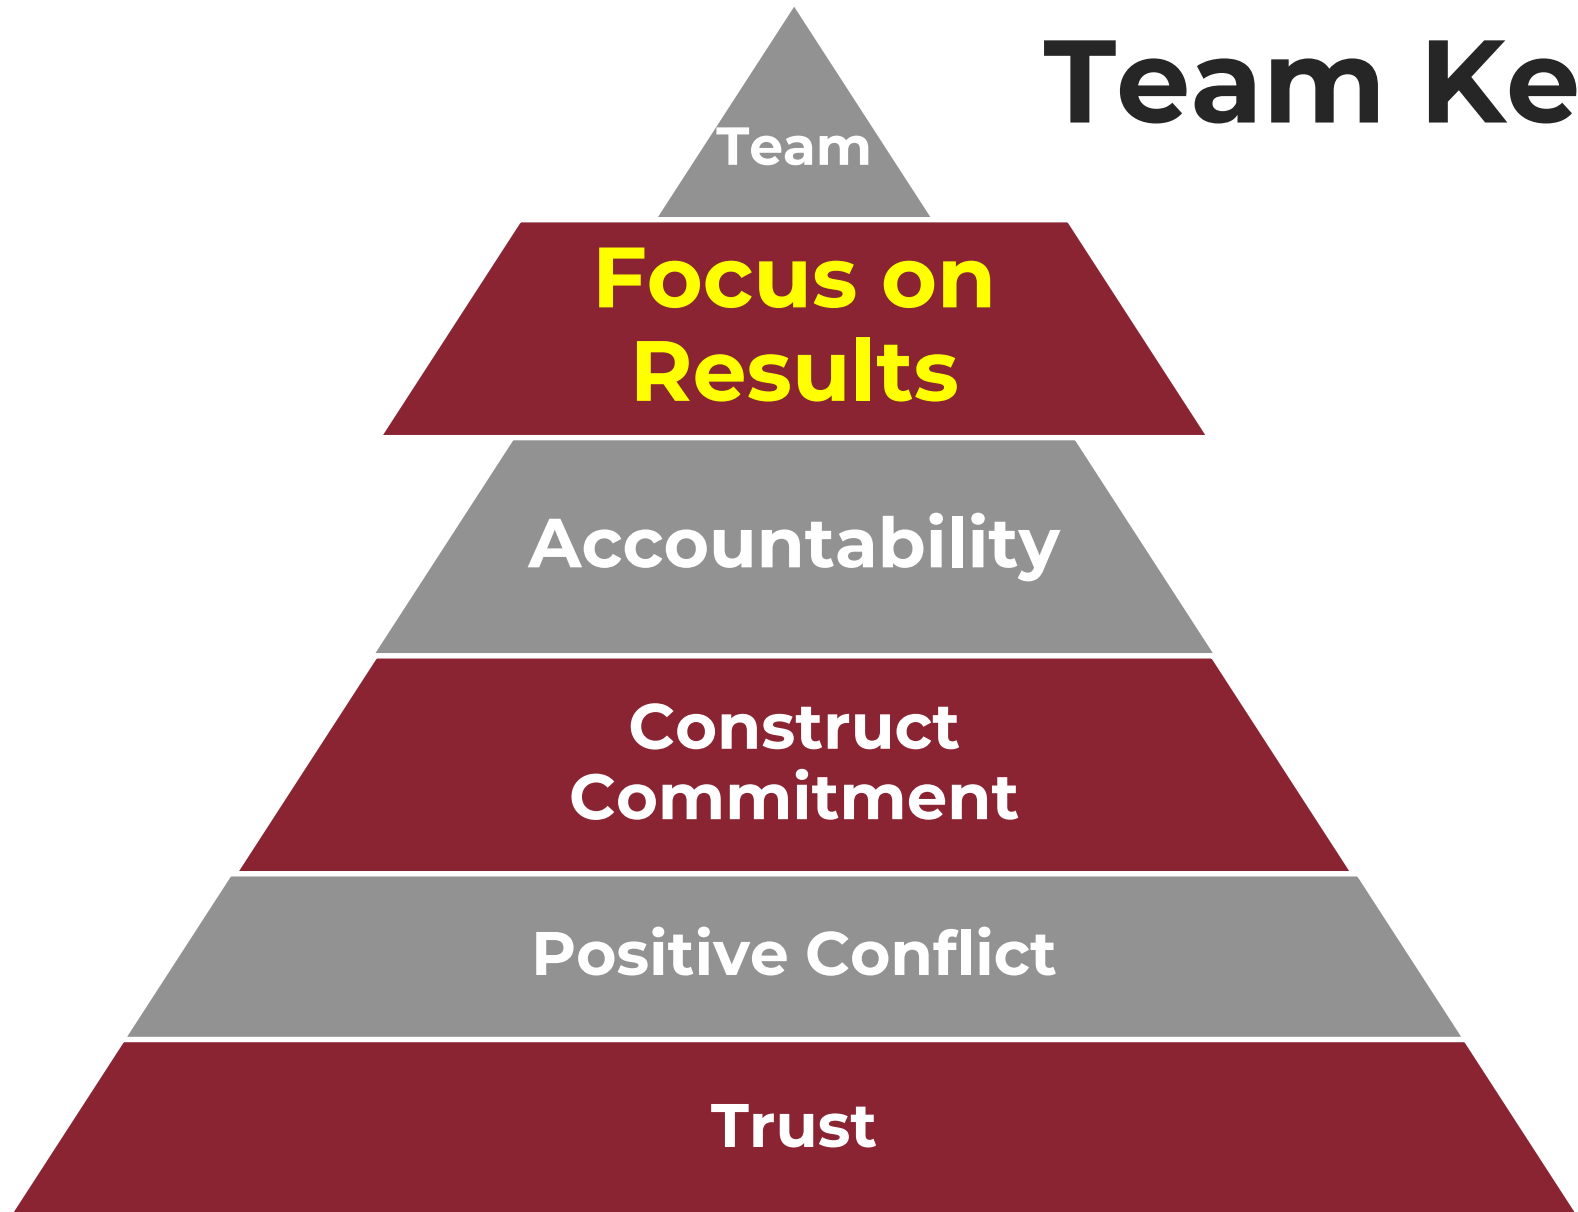 Team Ke
Team
Focus on
Results
Accountability
Construct
Commitment
Positive Conflict
Trust